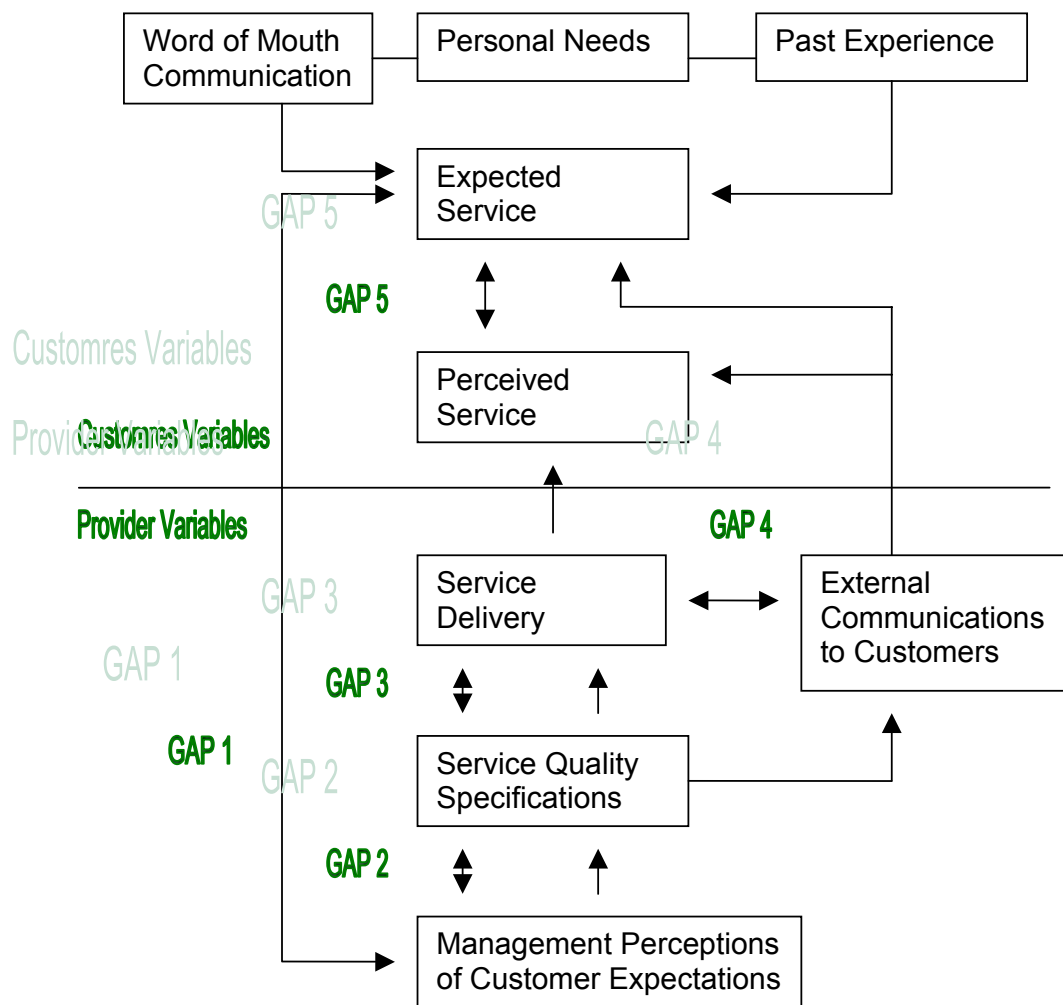 Word of Mouth
Communication
Personal Needs
Past Experience
Expected
Service
GAP 5
GAP 5
Customres Variables
Perceived
Service
Provider Variables
Customres Variables
GAP 4
Provider Variables
GAP 4
Service
Delivery
External
Communications
to Customers
GAP 3
GAP 1
GAP 3
GAP 1
Service Quality
Specifications
GAP 2
GAP 2
Management Perceptions
of Customer Expectations